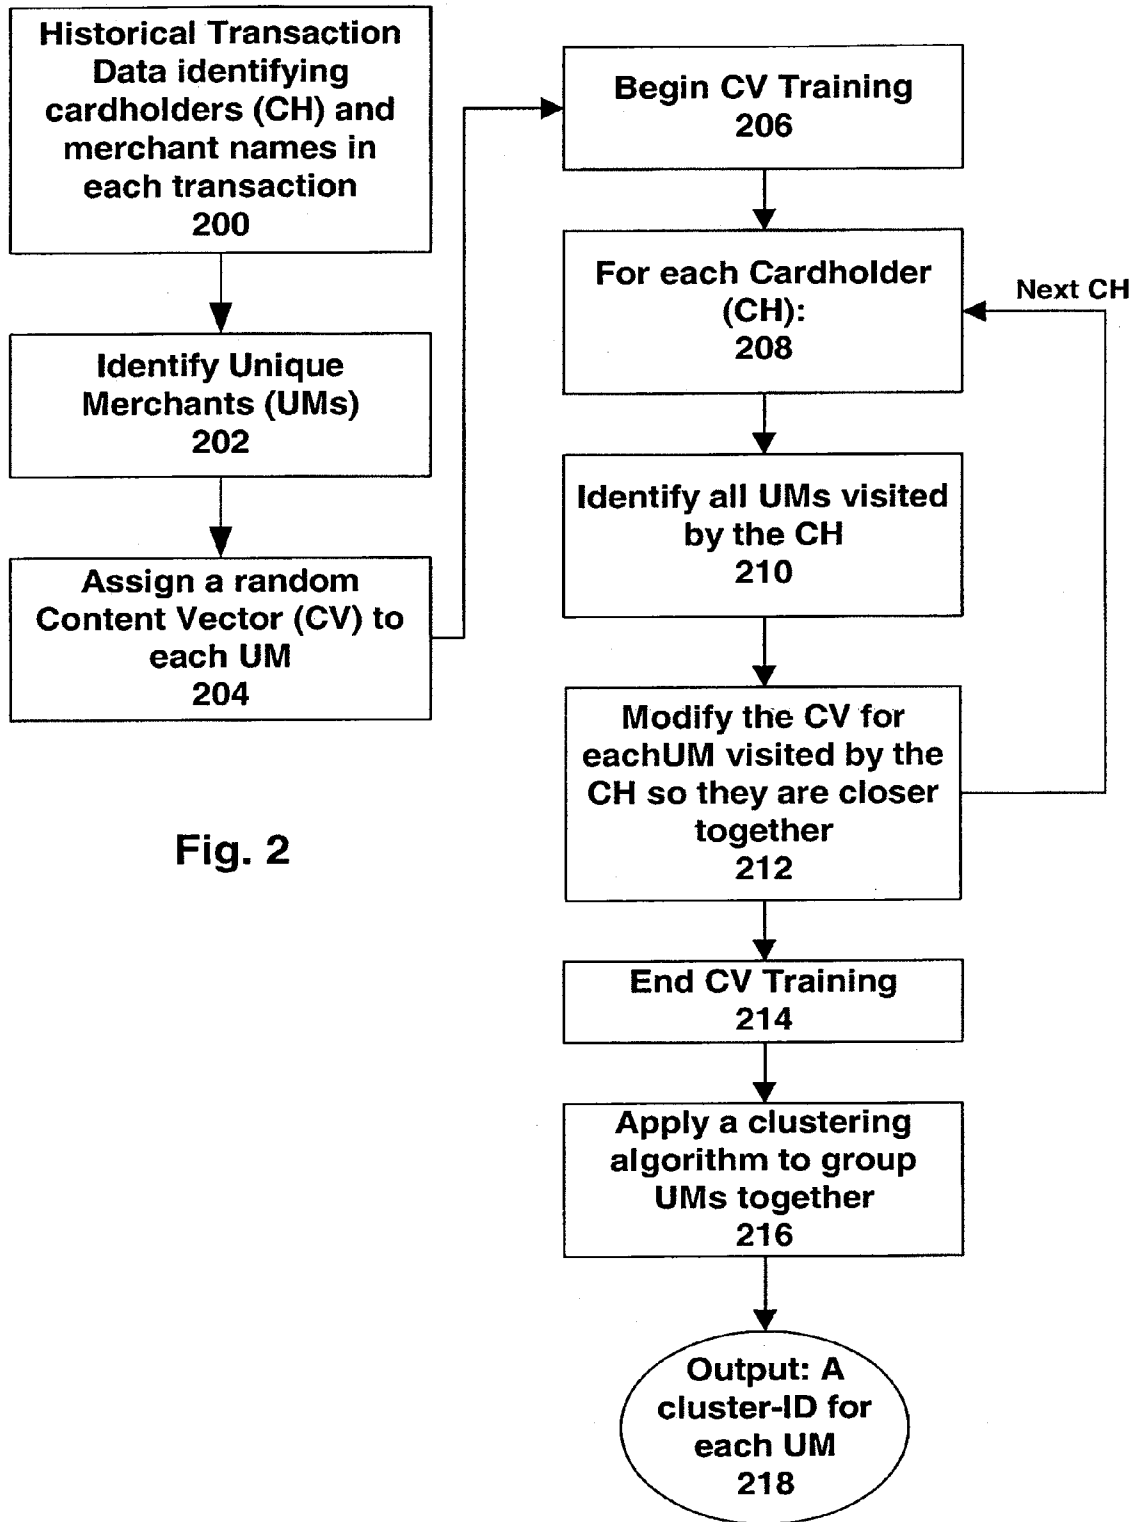 Historical Transaction
Data identifying
cardholders (CH) and
merchant names in
each transaction
200
Identify Unique
Merchants (UMs)
202
Assign a random
Content Vector (CV) to
each UM
204
Begin CV Training
206
For each Cardholder
(CH):
208
Next CH
Identify all UMs visited
by the CH
210
Modify the CV for
eachUM visited by the
CH so they are closer
together
212
End CV Training
214
Apply a clustering
algorithm to group
UMs together
216
Output: A
cluster-ID for
each UM
218
Fig. 2